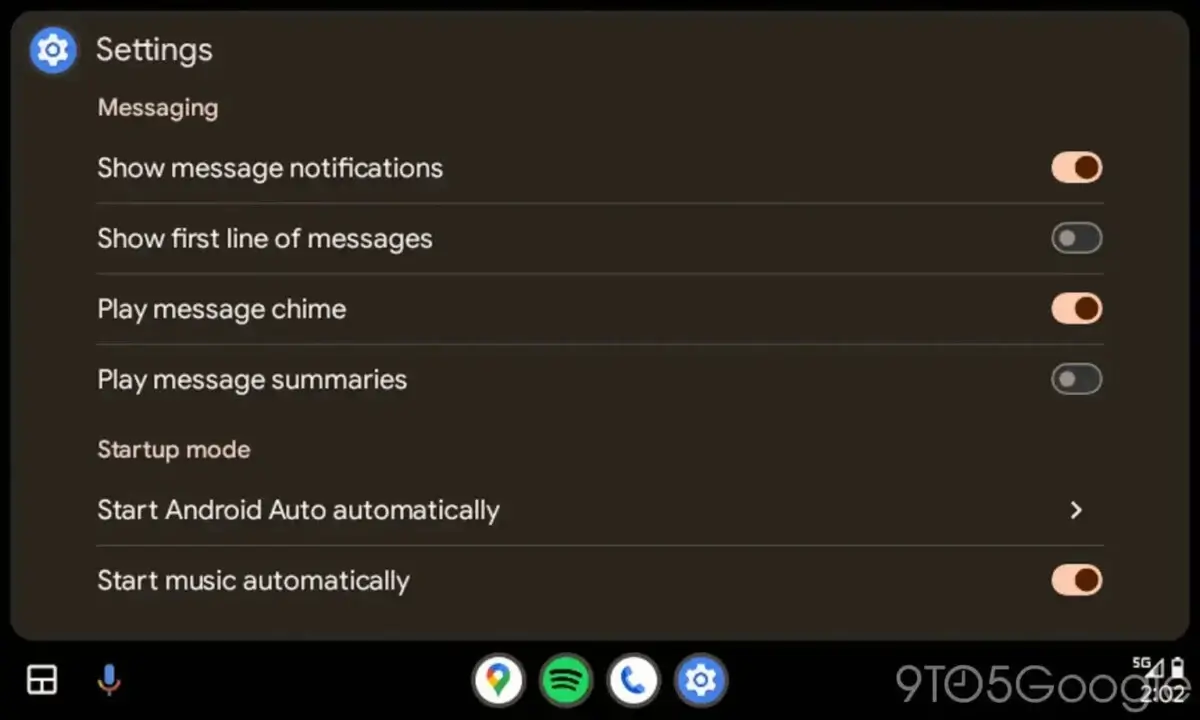 Settings
Messaging
Show message notifications
Show first line of messages
Play message chime
Play message summaries
Startup mode
Start Android Auto automatically
Start music automatically
5G
9TO5Google
2:02